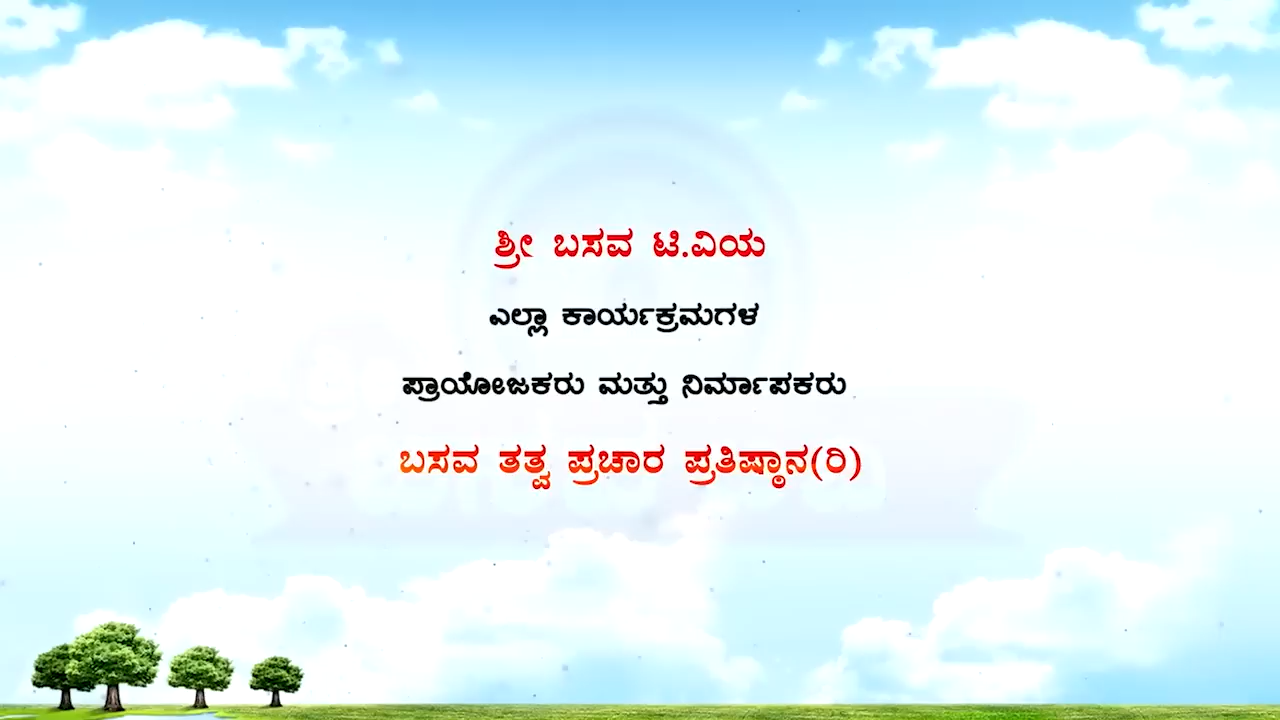 ಶ್ರೀ ಬಸವ ಟಿ.ವಿಯ
ಎಲ್ಲಾ ಕಾರ್ಯಕ್ರಮಗಳ
ಪ್ರಾಯೋಜಕರು ಮತ್ತು ನಿರ್ಮಾಪಕರು
ಬಸವ ತತ್ವ ಪ್ರಚಾರ ಪ್ರತಿಷ್ಠಾನ(ರಿ)